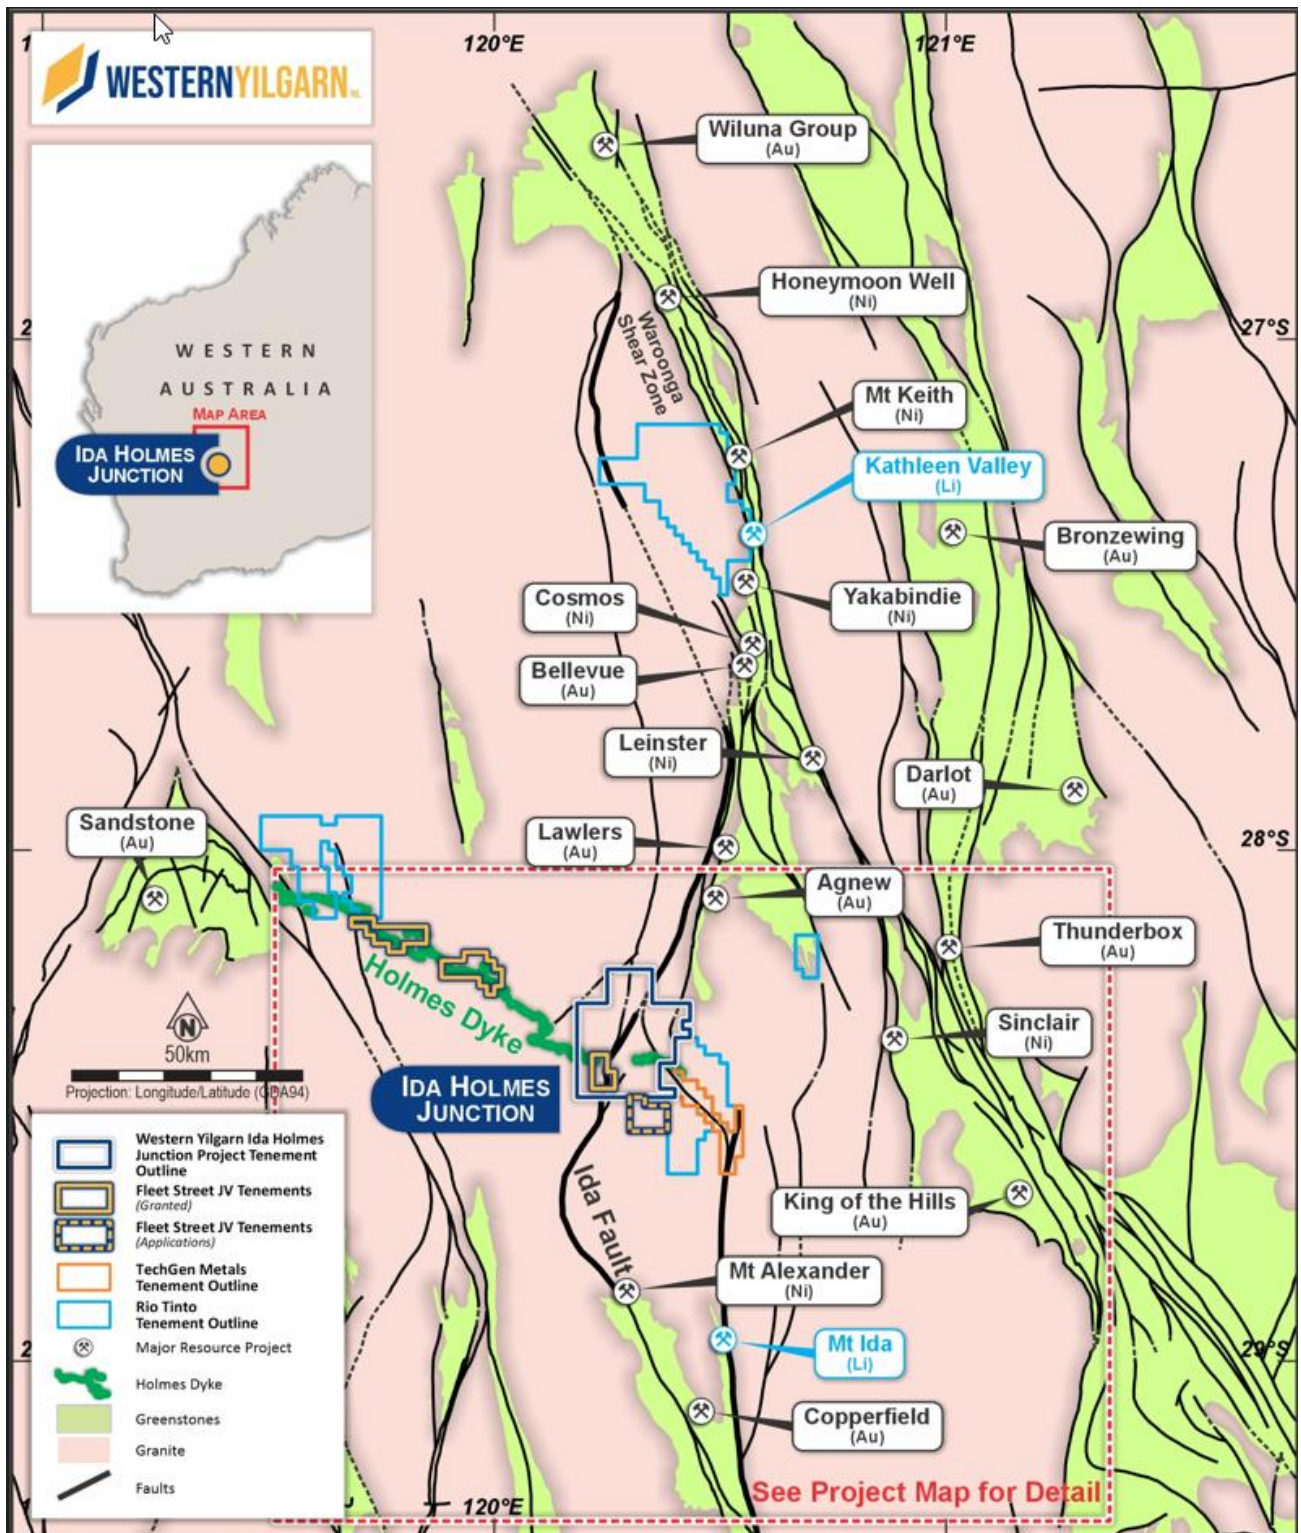 120°E
121°E
WESTERNYILGARN NL
Wiluna Group
(Au)
Honeymoon Well
(Ni)
27°S
Waroonga
Shear Zone
WESTERN
AUSTRALIA
MAP AREA
IDA HOLMES
JUNCTION
Mt Keith
(Ni)
Kathleen Valley
(Li)
Bronzewing
(Au)
Cosmos
(Ni)
Yakabindie
(Ni)
Bellevue
(Au)
Leinster
(Ni)
Darlot
(Au)
Sandstone
(Au)
Lawlers
(Au)
28°S
Agnew
(Au)
Thunderbox
(Au)
Holmes Dyke
Sinclair
(Ni)
N
50km
Projection: Longitude/Latitude (GDA94)
IDA HOLMES
JUNCTION
Western Yilgarn Ida Holmes
Junction Project Tenement
Outline
Fleet Street JV Tenements
(Granted)
Fleet Street JV Tenements
(Applications)
TechGen Metals
Tenement Outline
Rio Tinto
Tenement Outline
Major Resource Project
Holmes Dyke
Greenstones
Granite
Faults
Ida Fault
King of the Hills
(Au)
Mt Alexander
(Ni)
Mt Ida
(Li)
29°S
Copperfield
(Au)
See Project Map for Detail
120°E